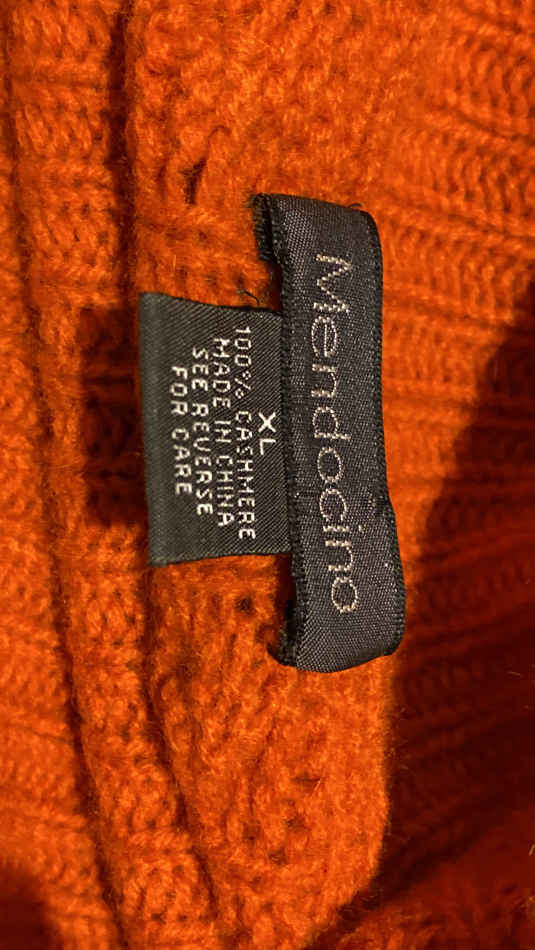 Mendocino
XL
100% CASHMERE
MADE IN CHINA
SEE REVERSE
FOR CARE